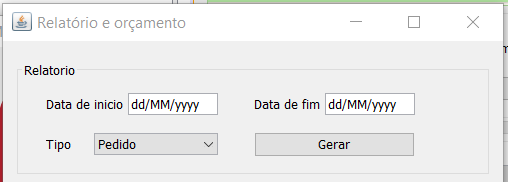 Relatório e orçamento
Relatorio
Data de inicio dd/MM/yyyy Data de fim dd/MM/yyyy
Tipo Pedido Gerar